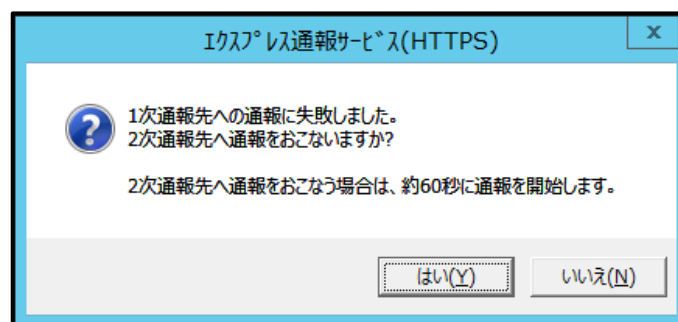 ｴｸｽﾌﾟﾚｽ通報ｻｰﾋﾞｽ(HTTPS)
x
1次通報先への通報に失敗しました。
2次通報先へ通報をおこないますか?
2次通報先へ通報をおこなう場合は、約60秒に通報を開始します。
はい(Y)
いいえ(N)